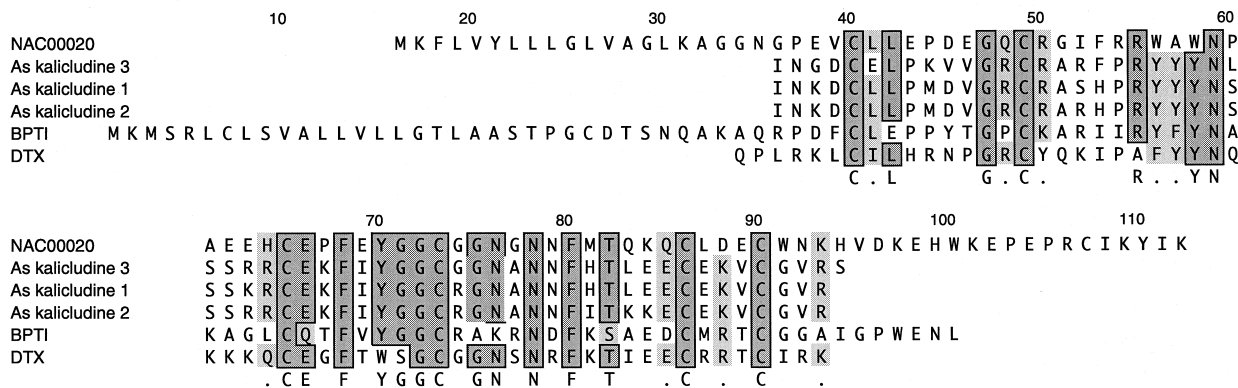 10 20 30 40 50 60
NAC00020 M K F L V Y L L L G L V A G L K A G G N G P E V C L L E P D E G Q C R G I F R R W A W N P
As kalicludine 3 I N G D C E L P K V V G R C R A R F P R Y Y Y N L
As kalicludine 1 I N K D C L L P M D V G R C R A S H P R Y Y Y N S
As kalicludine 2 I N K D C L L P M D V G R C R A R H P R Y Y Y N S
BPTI M K M S R L C L S V A L L V L L G T L A A S T P G C D T S N Q A K A Q R P D F C L E P P Y T G P C K A R I I R Y F Y N A
DTX Q P L R K L C I L H R N P G R C Y Q K I P A F Y Y N Q
C . L G . C . R . . Y N
70 80 90 100 110
NAC00020 A E E H C E P F E Y G G C G G N G N N F M T Q K Q C L D E C W N K H V D K E H W K E P E P R C I K Y I K
As kalicludine 3 S S R R C E K F I Y G G C G G N A N N F H T L E E C E K V C G V R S
As kalicludine 1 S S K R C E K F I Y G G C R G N A N N F H T L E E C E K V C G V R
As kalicludine 2 S S R R C E K F I Y G G C R G N A N N F I T K K E C E K V C G V R
BPTI K A G L C Q T F V Y G G C R A K R N D F K S A E D C M R T C G G A I G P W E N L
DTX K K K Q C E G F T W S G C G G N S N R F K T I E E C R R T C I R K
. C E F Y G G C G N N F T . C . C .